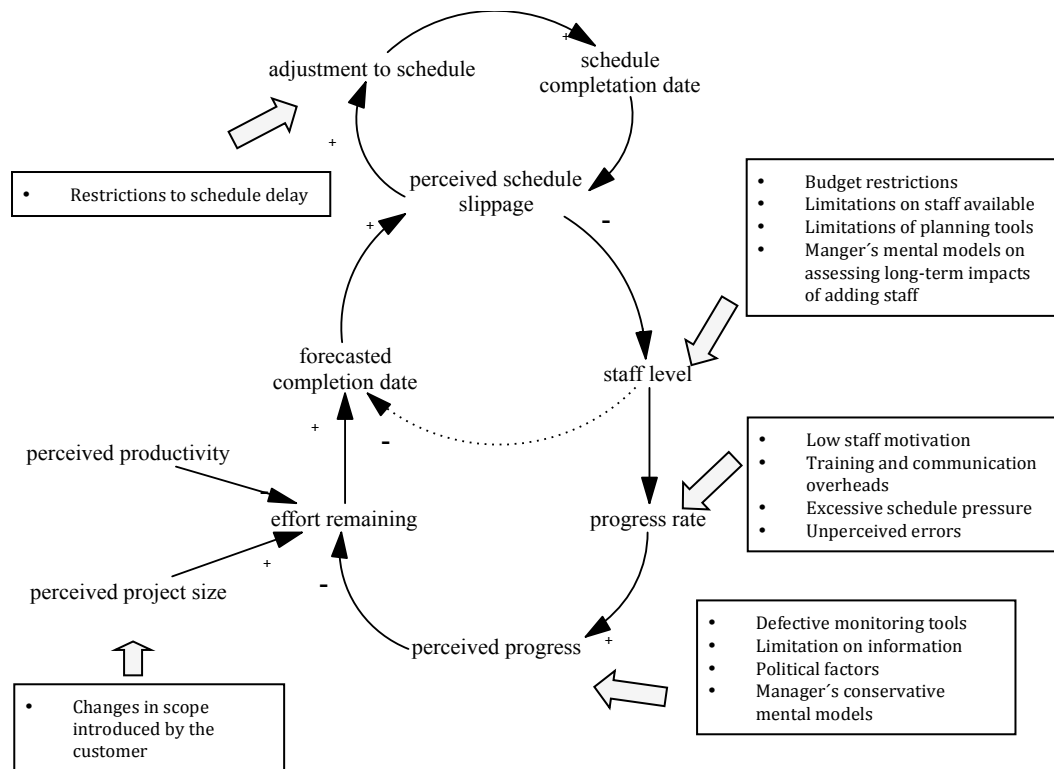 +
adjustment to schedule
schedule
completation date
+
• Restrictions to schedule delay
perceived schedule
slippage
+
-
• Budget restrictions
• Limitations on staff available
• Limitations of planning tools
• Manger´s mental models on
assessing long-term impacts
of adding staff
forecasted
completion date
staff level
+
-
perceived productivity
-
effort remaining
progress rate
• Low staff motivation
• Training and communication
overheads
• Excessive schedule pressure
• Unperceived errors
+
-
perceived project size
perceived progress
+
• Defective monitoring tools
• Limitation on information
• Political factors
• Manager´s conservative
mental models
• Changes in scope
introduced by the
customer